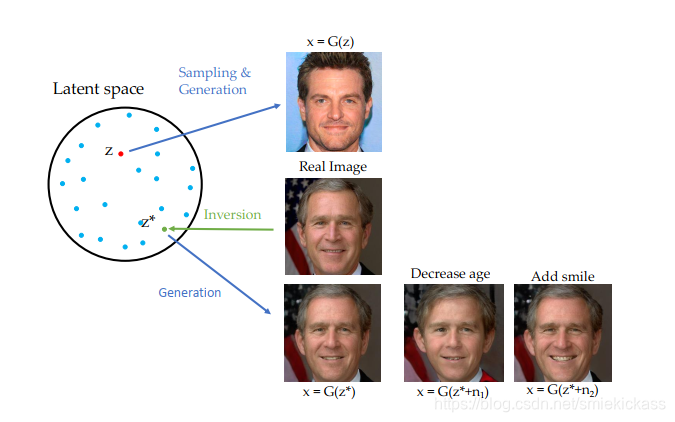 x = G(z)
Sampling &
Generation
Latent space
z
Real Image
z*
Inversion
Generation
Decrease age
Add smile
x = G(z*)
x = G(z*+n₁)
x = G(z*+n₂)
https://blog.csdn.net/smilekickass